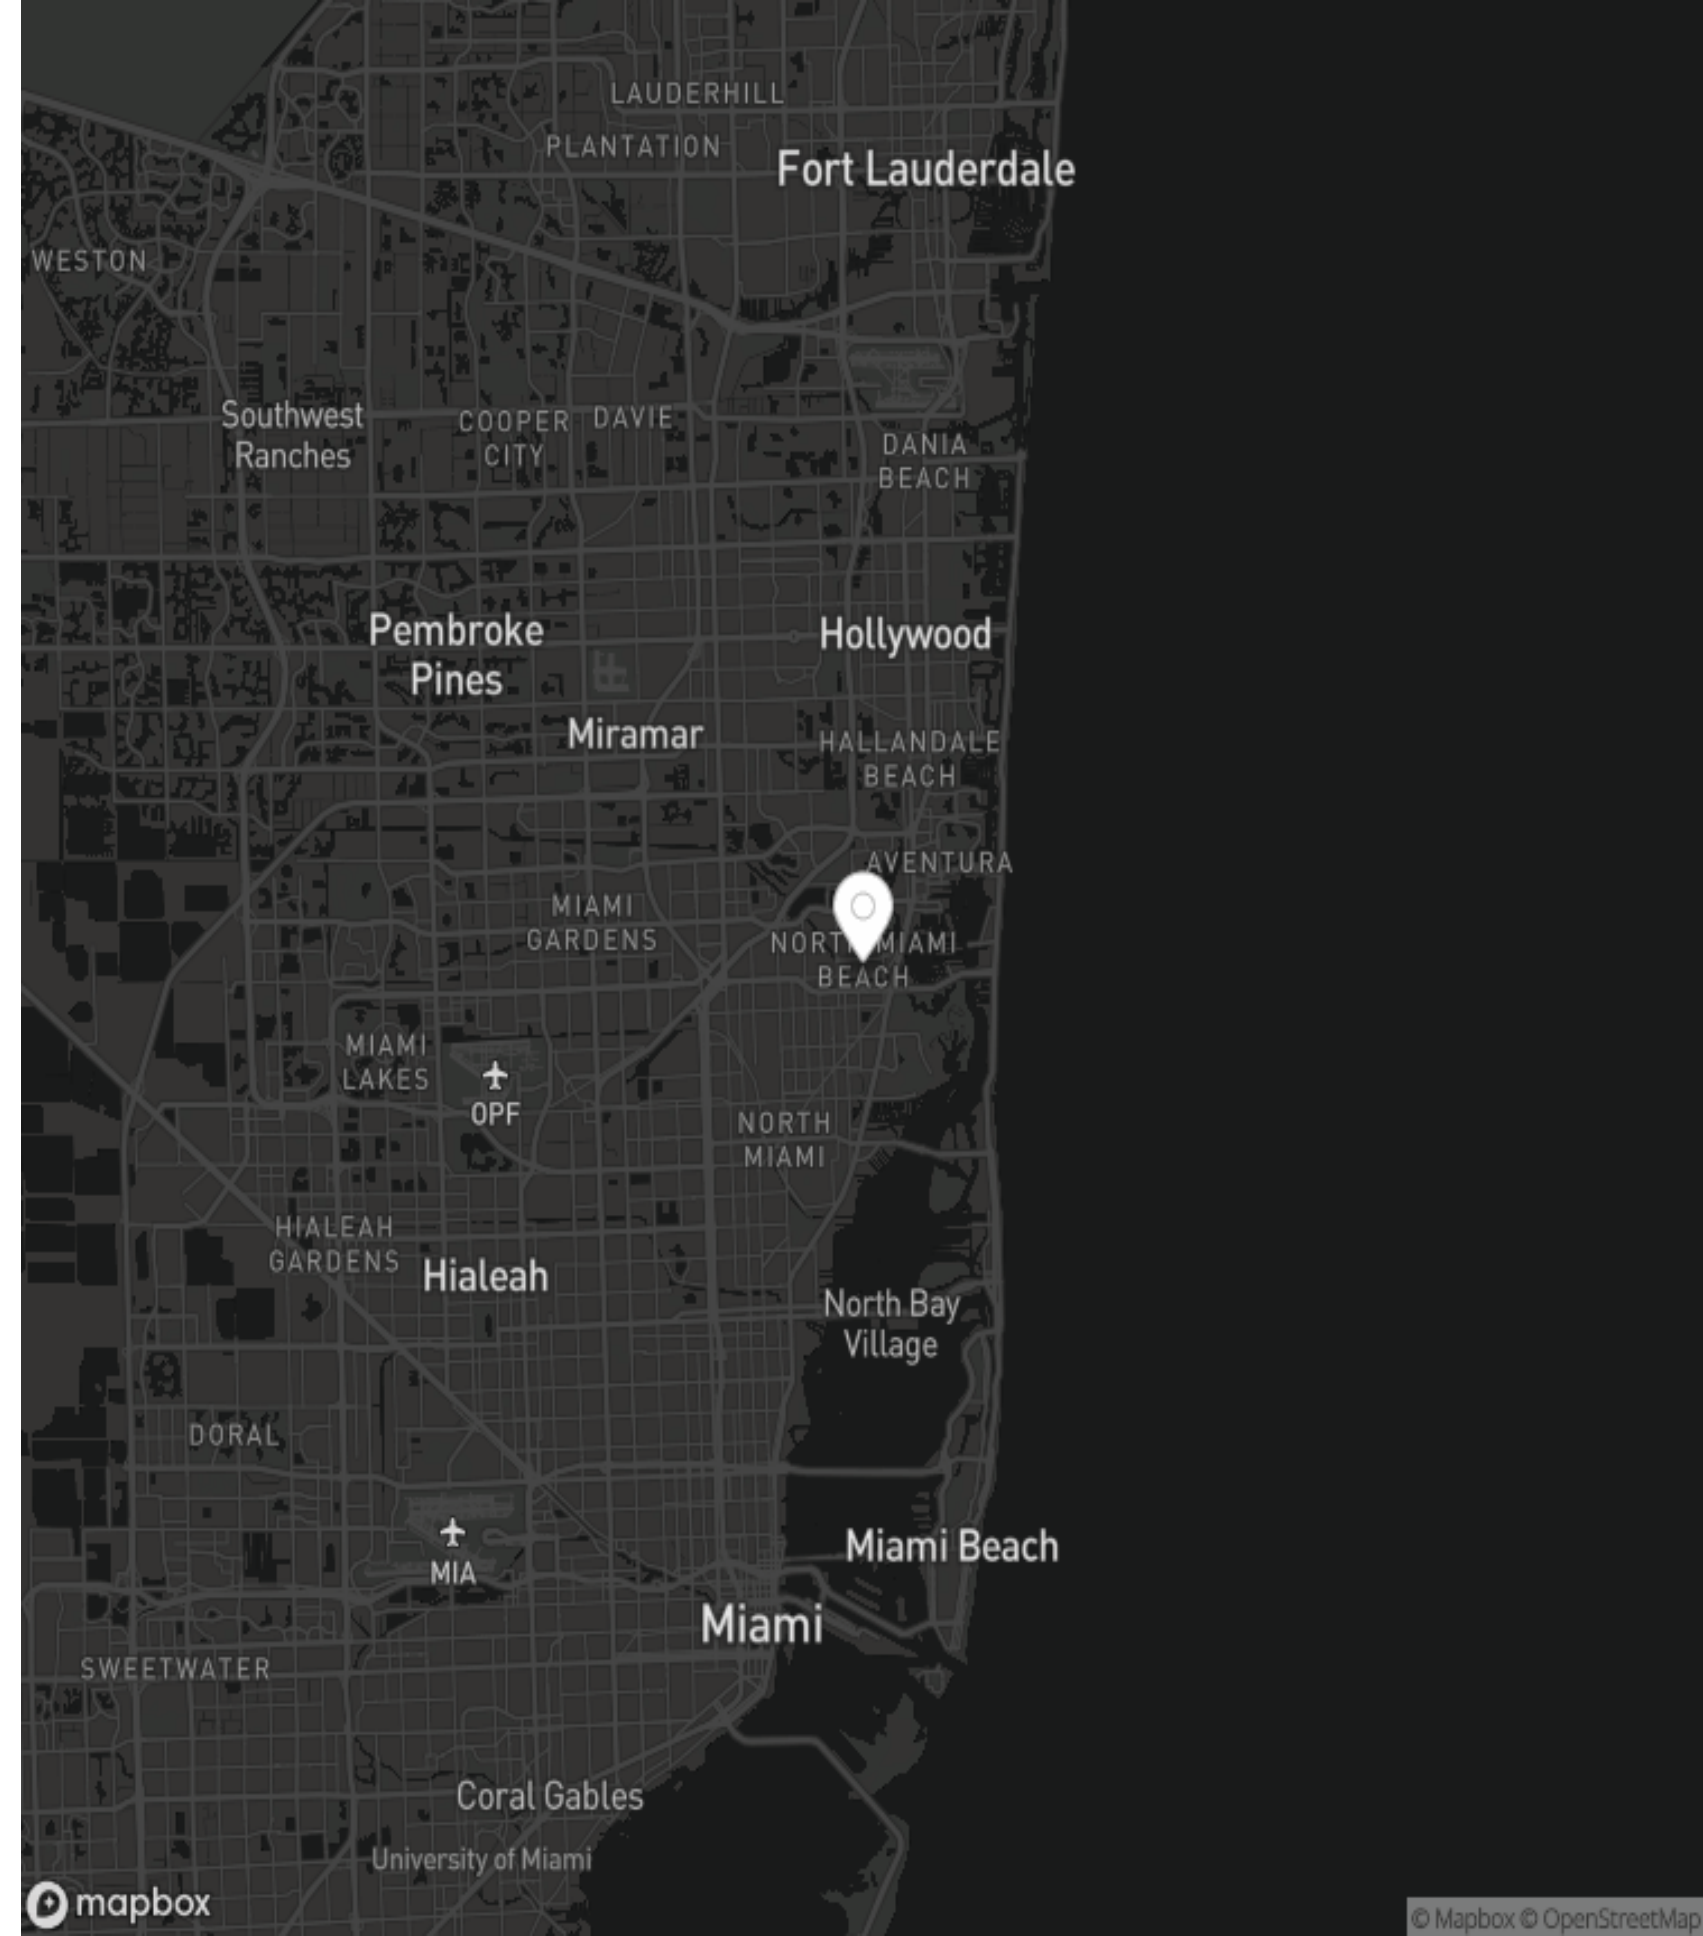 LAUDERHILL
PLANTATION
Fort Lauderdale
WESTON
Southwest
Ranches
COOPER
CITY
DAVIE
DANIA
BEACH
Pembroke
Pines
Hollywood
Miramar
HALLANDALE
BEACH
AVENTURA
MIAMI
GARDENS
NORTH MIAMI
BEACH
MIAMI
LAKES
OPF
NORTH
MIAMI
HIALEAH
GARDENS
Hialeah
North Bay
Village
DORAL
MIA
Miami Beach
Miami
SWEETWATER
Coral Gables
University of Miami
mapbox
© Mapbox © OpenStreetMap